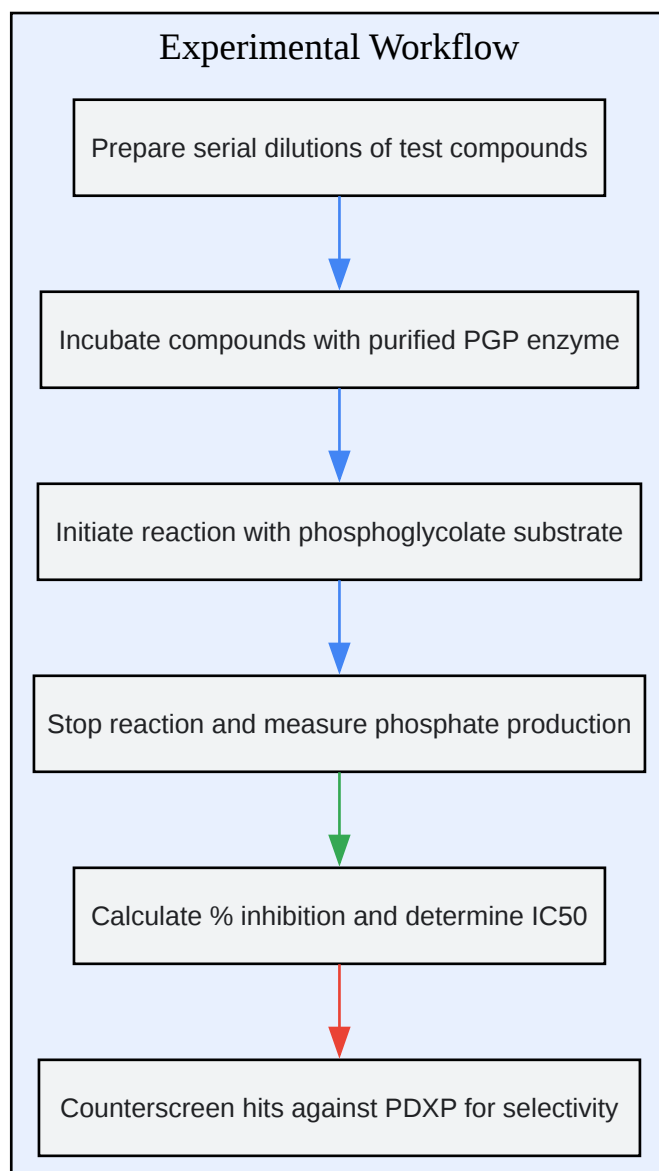 Experimental Workflow
Prepare serial dilutions of test compounds
Incubate compounds with purified PGP enzyme
Initiate reaction with phosphoglycolate substrate
Stop reaction and measure phosphate production
Calculate % inhibition and determine IC50
Counterscreen hits against PDXP for selectivity